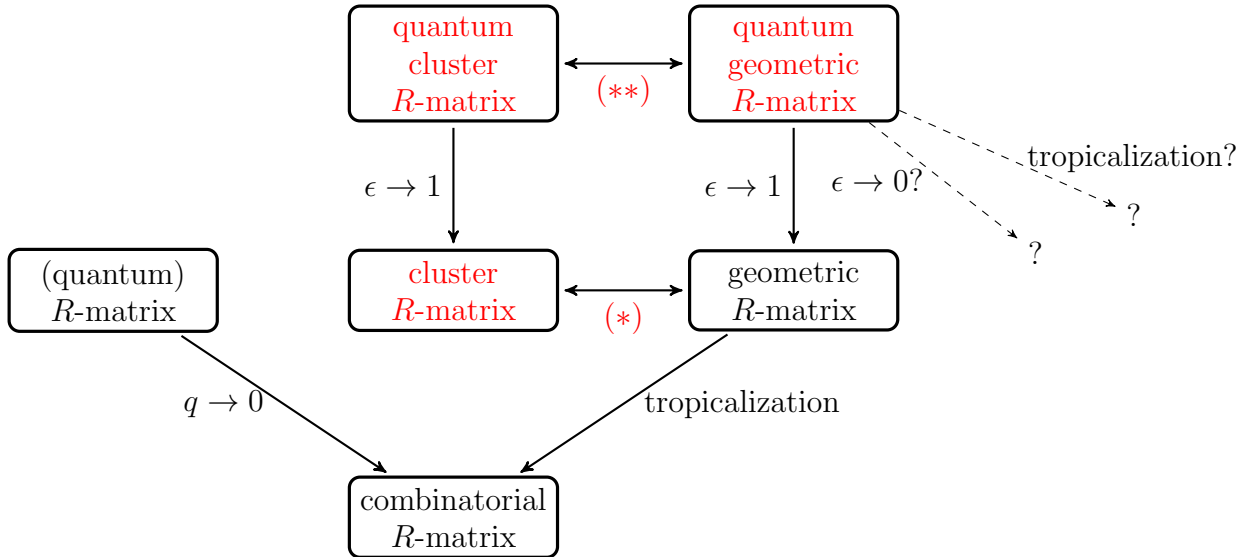 quantum
cluster
R-matrix
(**)
quantum
geometric
R-matrix
tropicalization?
ϵ → 1
ϵ → 1
ϵ → 0?
?
?
(quantum)
R-matrix
cluster
R-matrix
(*)
geometric
R-matrix
q → 0
tropicalization
combinatorial
R-matrix